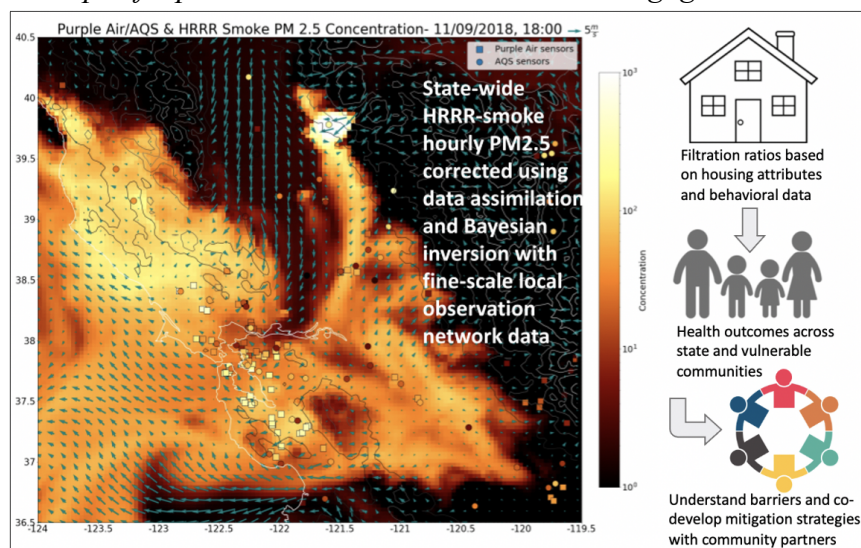 Purple Air/AQS & HRRR Smoke PM 2.5 Concentration- 11/09/2018, 18:00
5 m/s
Purple Air sensors
AQS sensors
State-wide
HRRR-smoke
hourly PM2.5
corrected using
data assimilation
and Bayesian
inversion with
fine-scale local
observation
network data
40.5
40
39.5
39
38.5
38
37.5
37
36.5
-124
-123.5
-123
-122.5
-122
-121.5
-121
-120.5
-120
-119.5
10³
10²
10¹
10⁰
Concentration
Filtration ratios based
on housing attributes
and behavioral data
Health outcomes across
state and vulnerable
communities
Understand barriers and co-
develop mitigation strategies
with community partners